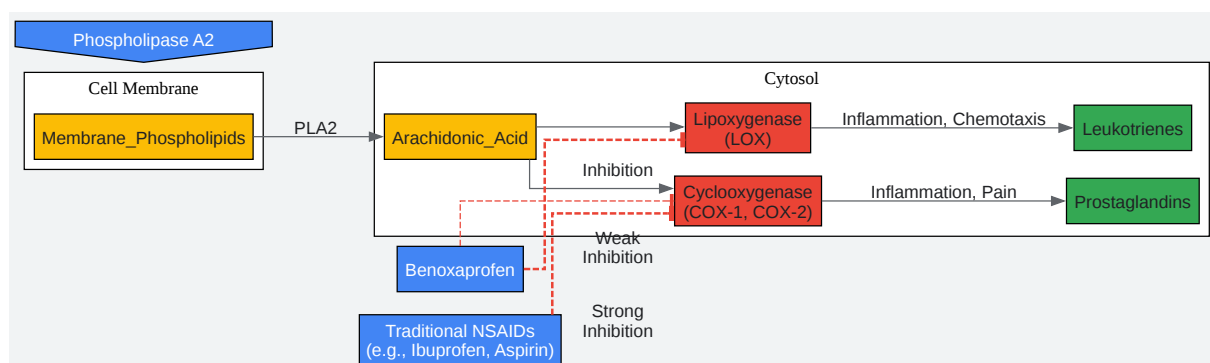 Phospholipase A2
Cell Membrane
Membrane_Phospholipids
PLA2
Cytosol
Arachidonic_Acid
Lipoxygenase
(LOX)
Inflammation, Chemotaxis
Leukotrienes
Inhibition
Cyclooxygenase
(COX-1, COX-2)
Inflammation, Pain
Prostaglandins
Weak
Inhibition
Benoxaprofen
Strong
Inhibition
Traditional NSAIDs
(e.g., Ibuprofen, Aspirin)